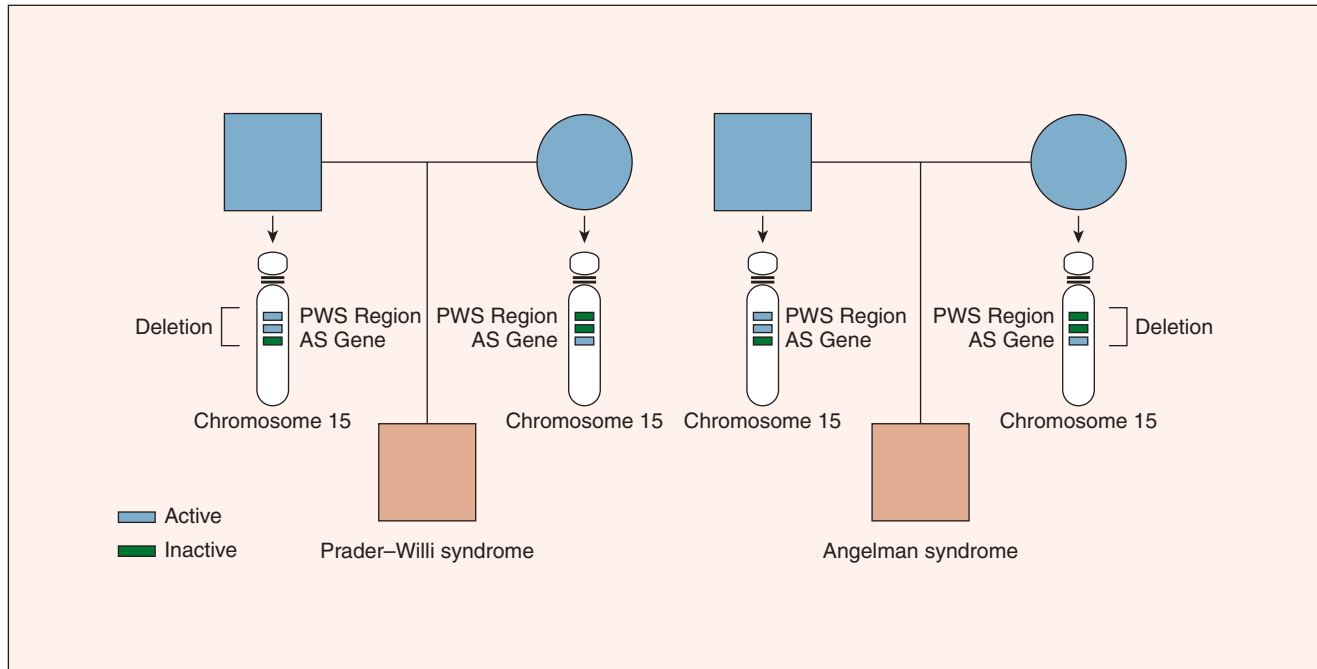 Deletion
PWS Region
AS Gene
Chromosome 15
PWS Region
AS Gene
Chromosome 15
Prader–Willi syndrome
PWS Region
AS Gene
Chromosome 15
PWS Region
AS Gene
Deletion
Chromosome 15
Angelman syndrome
Active
Inactive